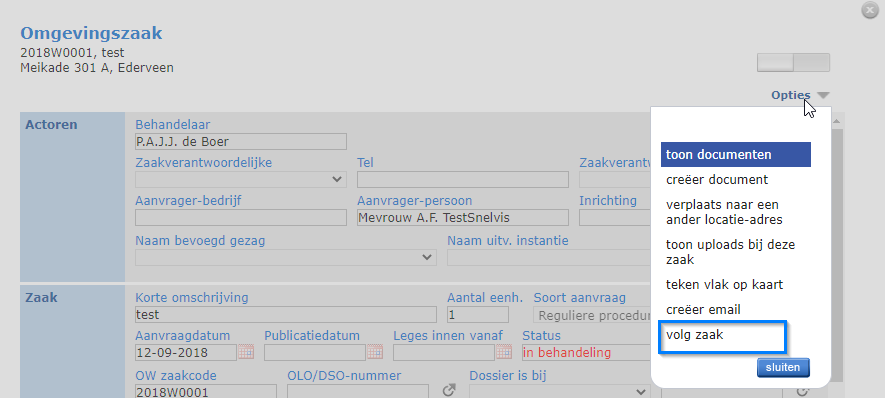 Omgevingszaak
2018W0001, test
Meikade 301 A, Ederveen
Opties
Actoren
Behandelaar
P.A.J.J. de Boer
Zaakverantwoordelijke Tel Zaakverant
Aanvrager-bedrijf Aanvrager-persoon Inrichting
Mevrouw A.F. TestSnelvis
Naam bevoegd gezag Naam uitv. instantie
Zaak
Korte omschrijving Aantal eenh. Soort aanvraag
test 1 Reguliere procedur
Aanvraagdatum Publicatiedatum Leges innen vanaf Status
12-09-2018 in behandeling
OW zaakcode OLO/DSO-nummer Dossier is bij
2018W0001
toon documenten
creëer document
verplaats naar een
ander locatie-adres
toon uploads bij deze
zaak
teken vlak op kaart
creëer email
volg zaak
sluiten